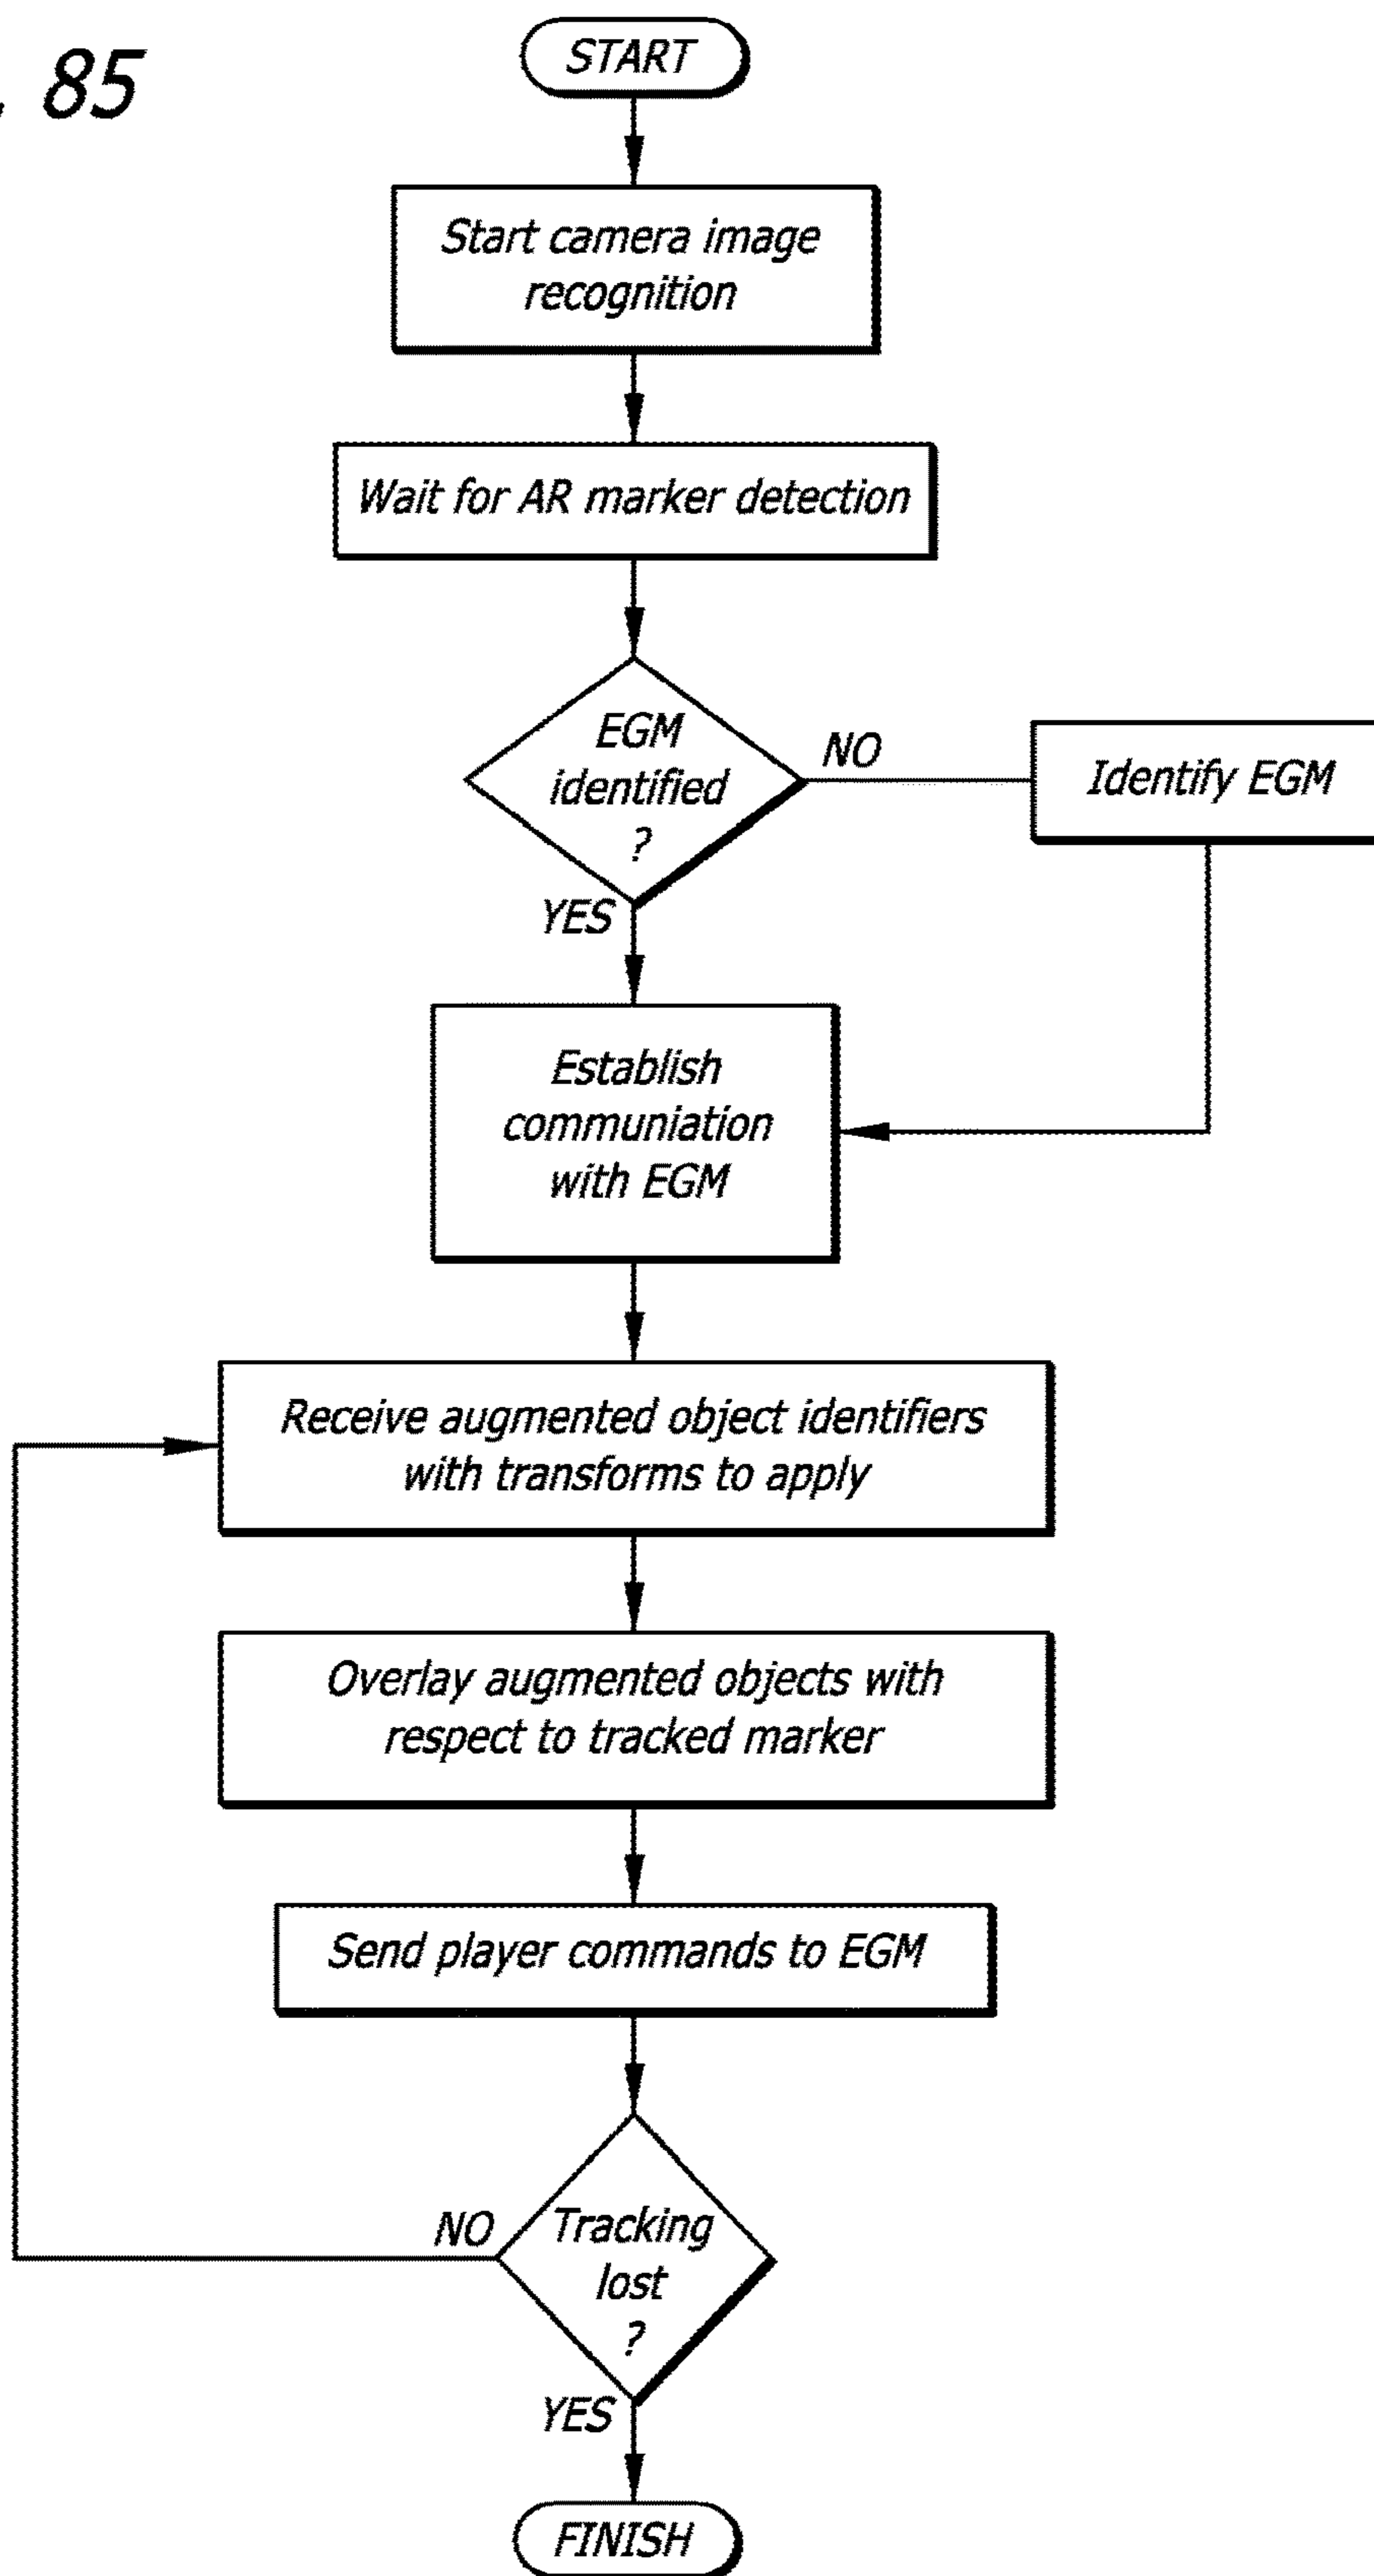 . 85
START
Start camera image
recognition
Wait for AR marker detection
EGM
identified
?
NO
Identify EGM
YES
Establish
communiation
with EGM
Receive augmented object identifiers
with transforms to apply
Overlay augmented objects with
respect to tracked marker
Send player commands to EGM
NO
Tracking
lost
?
YES
FINISH